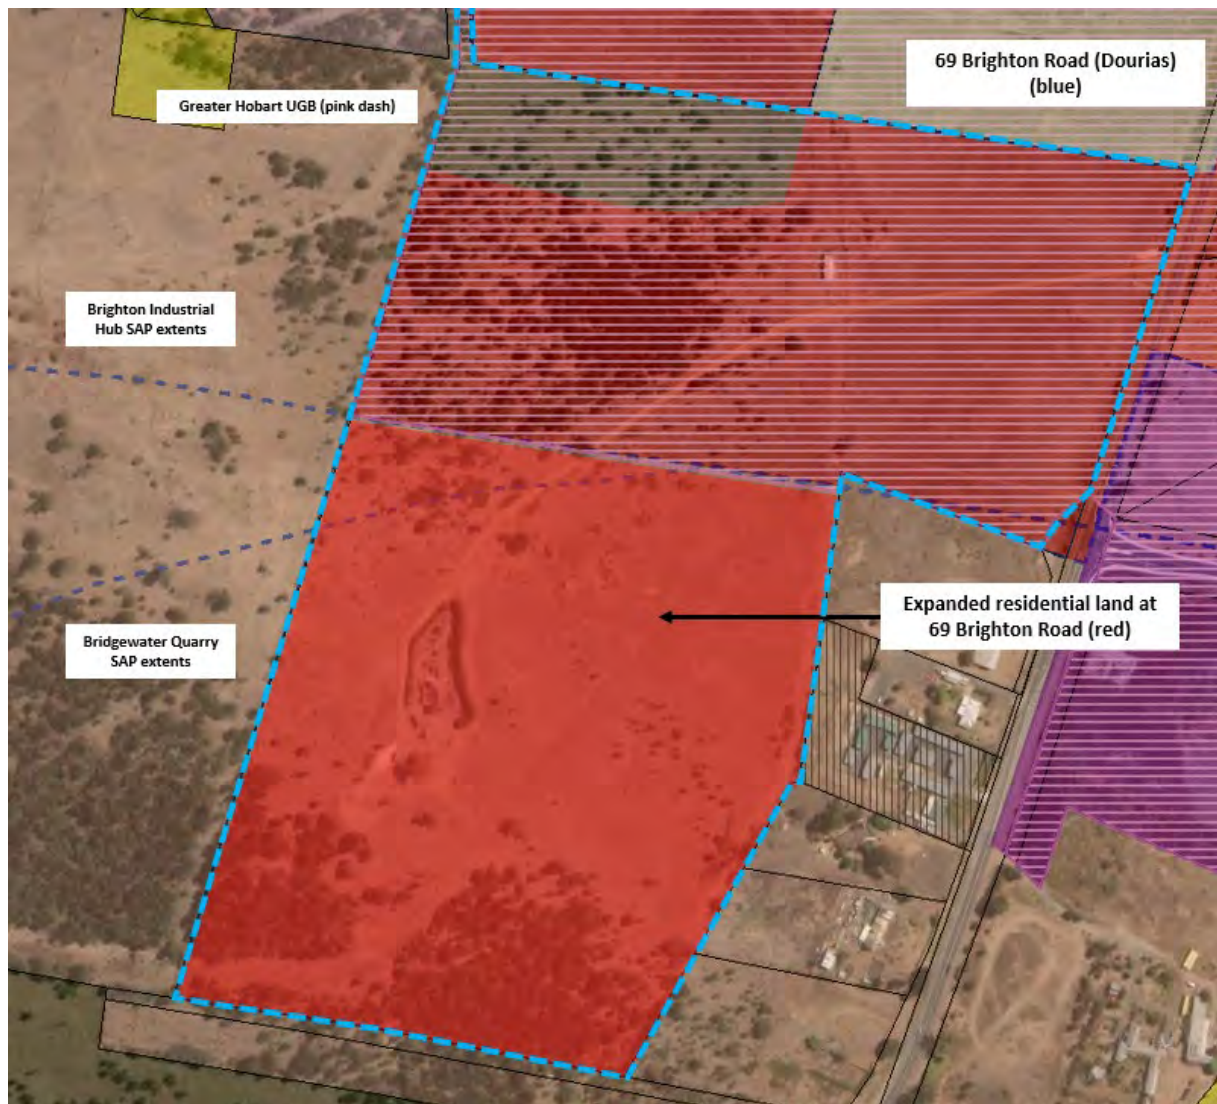 69 Brighton Road (Dourias)
(blue)
Greater Hobart UGB (pink dash)
Brighton Industrial
Hub SAP extents
Expanded residential land at
69 Brighton Road (red)
Bridgewater Quarry
SAP extents